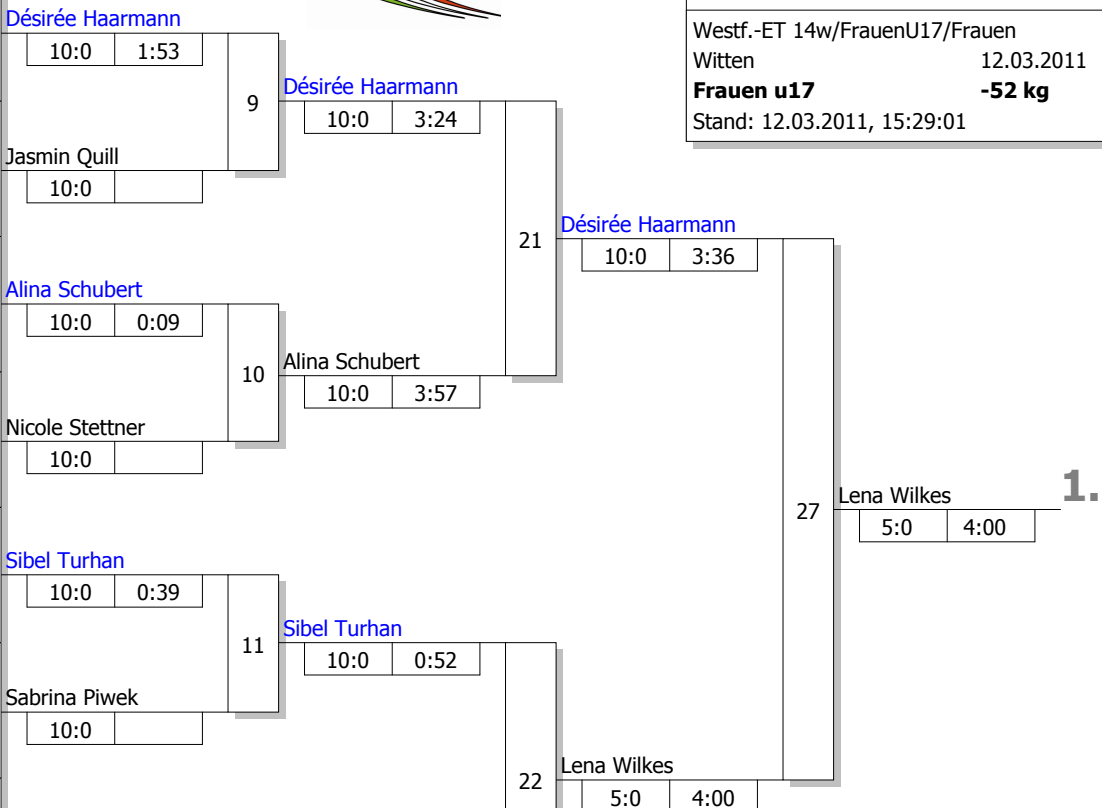 Désirée Haarmann
10:0 1:53
Westf.-ET 14w/FrauenU17/Frauen
Witten 12.03.2011
Frauen u17 -52 kg
Stand: 12.03.2011, 15:29:01
9
Désirée Haarmann
10:0 3:24
Jasmin Quill
10:0
21
Désirée Haarmann
10:0 3:36
Alina Schubert
10:0 0:09
10
Alina Schubert
10:0 3:57
Nicole Stettner
10:0
27
Lena Wilkes
1.
5:0 4:00
Sibel Turhan
10:0 0:39
11
Sibel Turhan
10:0 0:52
Sabrina Piwek
10:0
22
Lena Wilkes
5:0 4:00